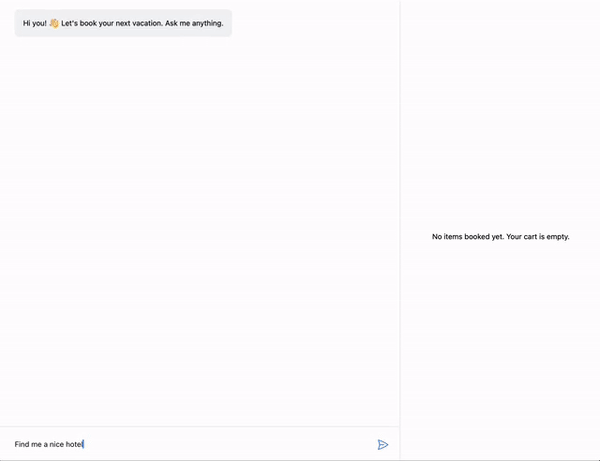 Hi you! 👋 Let's book your next vacation. Ask me anything.
No items booked yet. Your cart is empty.
Find me a nice hotel